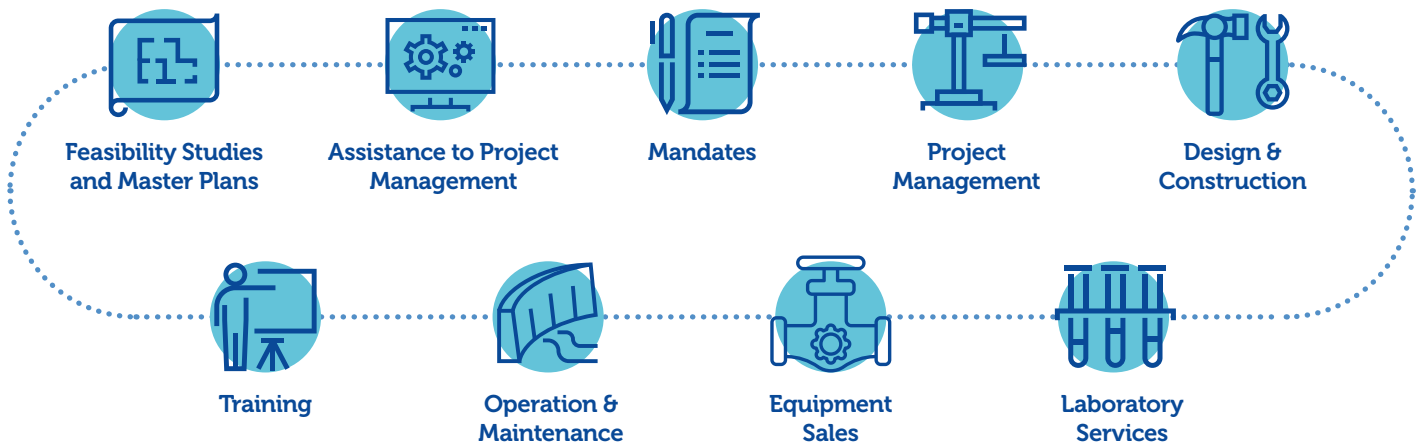 Feasibility Studies
and Master Plans
Assistance to Project
Management
Mandates
Project
Management
Design &
Construction
Training
Operation &
Maintenance
Equipment
Sales
Laboratory
Services